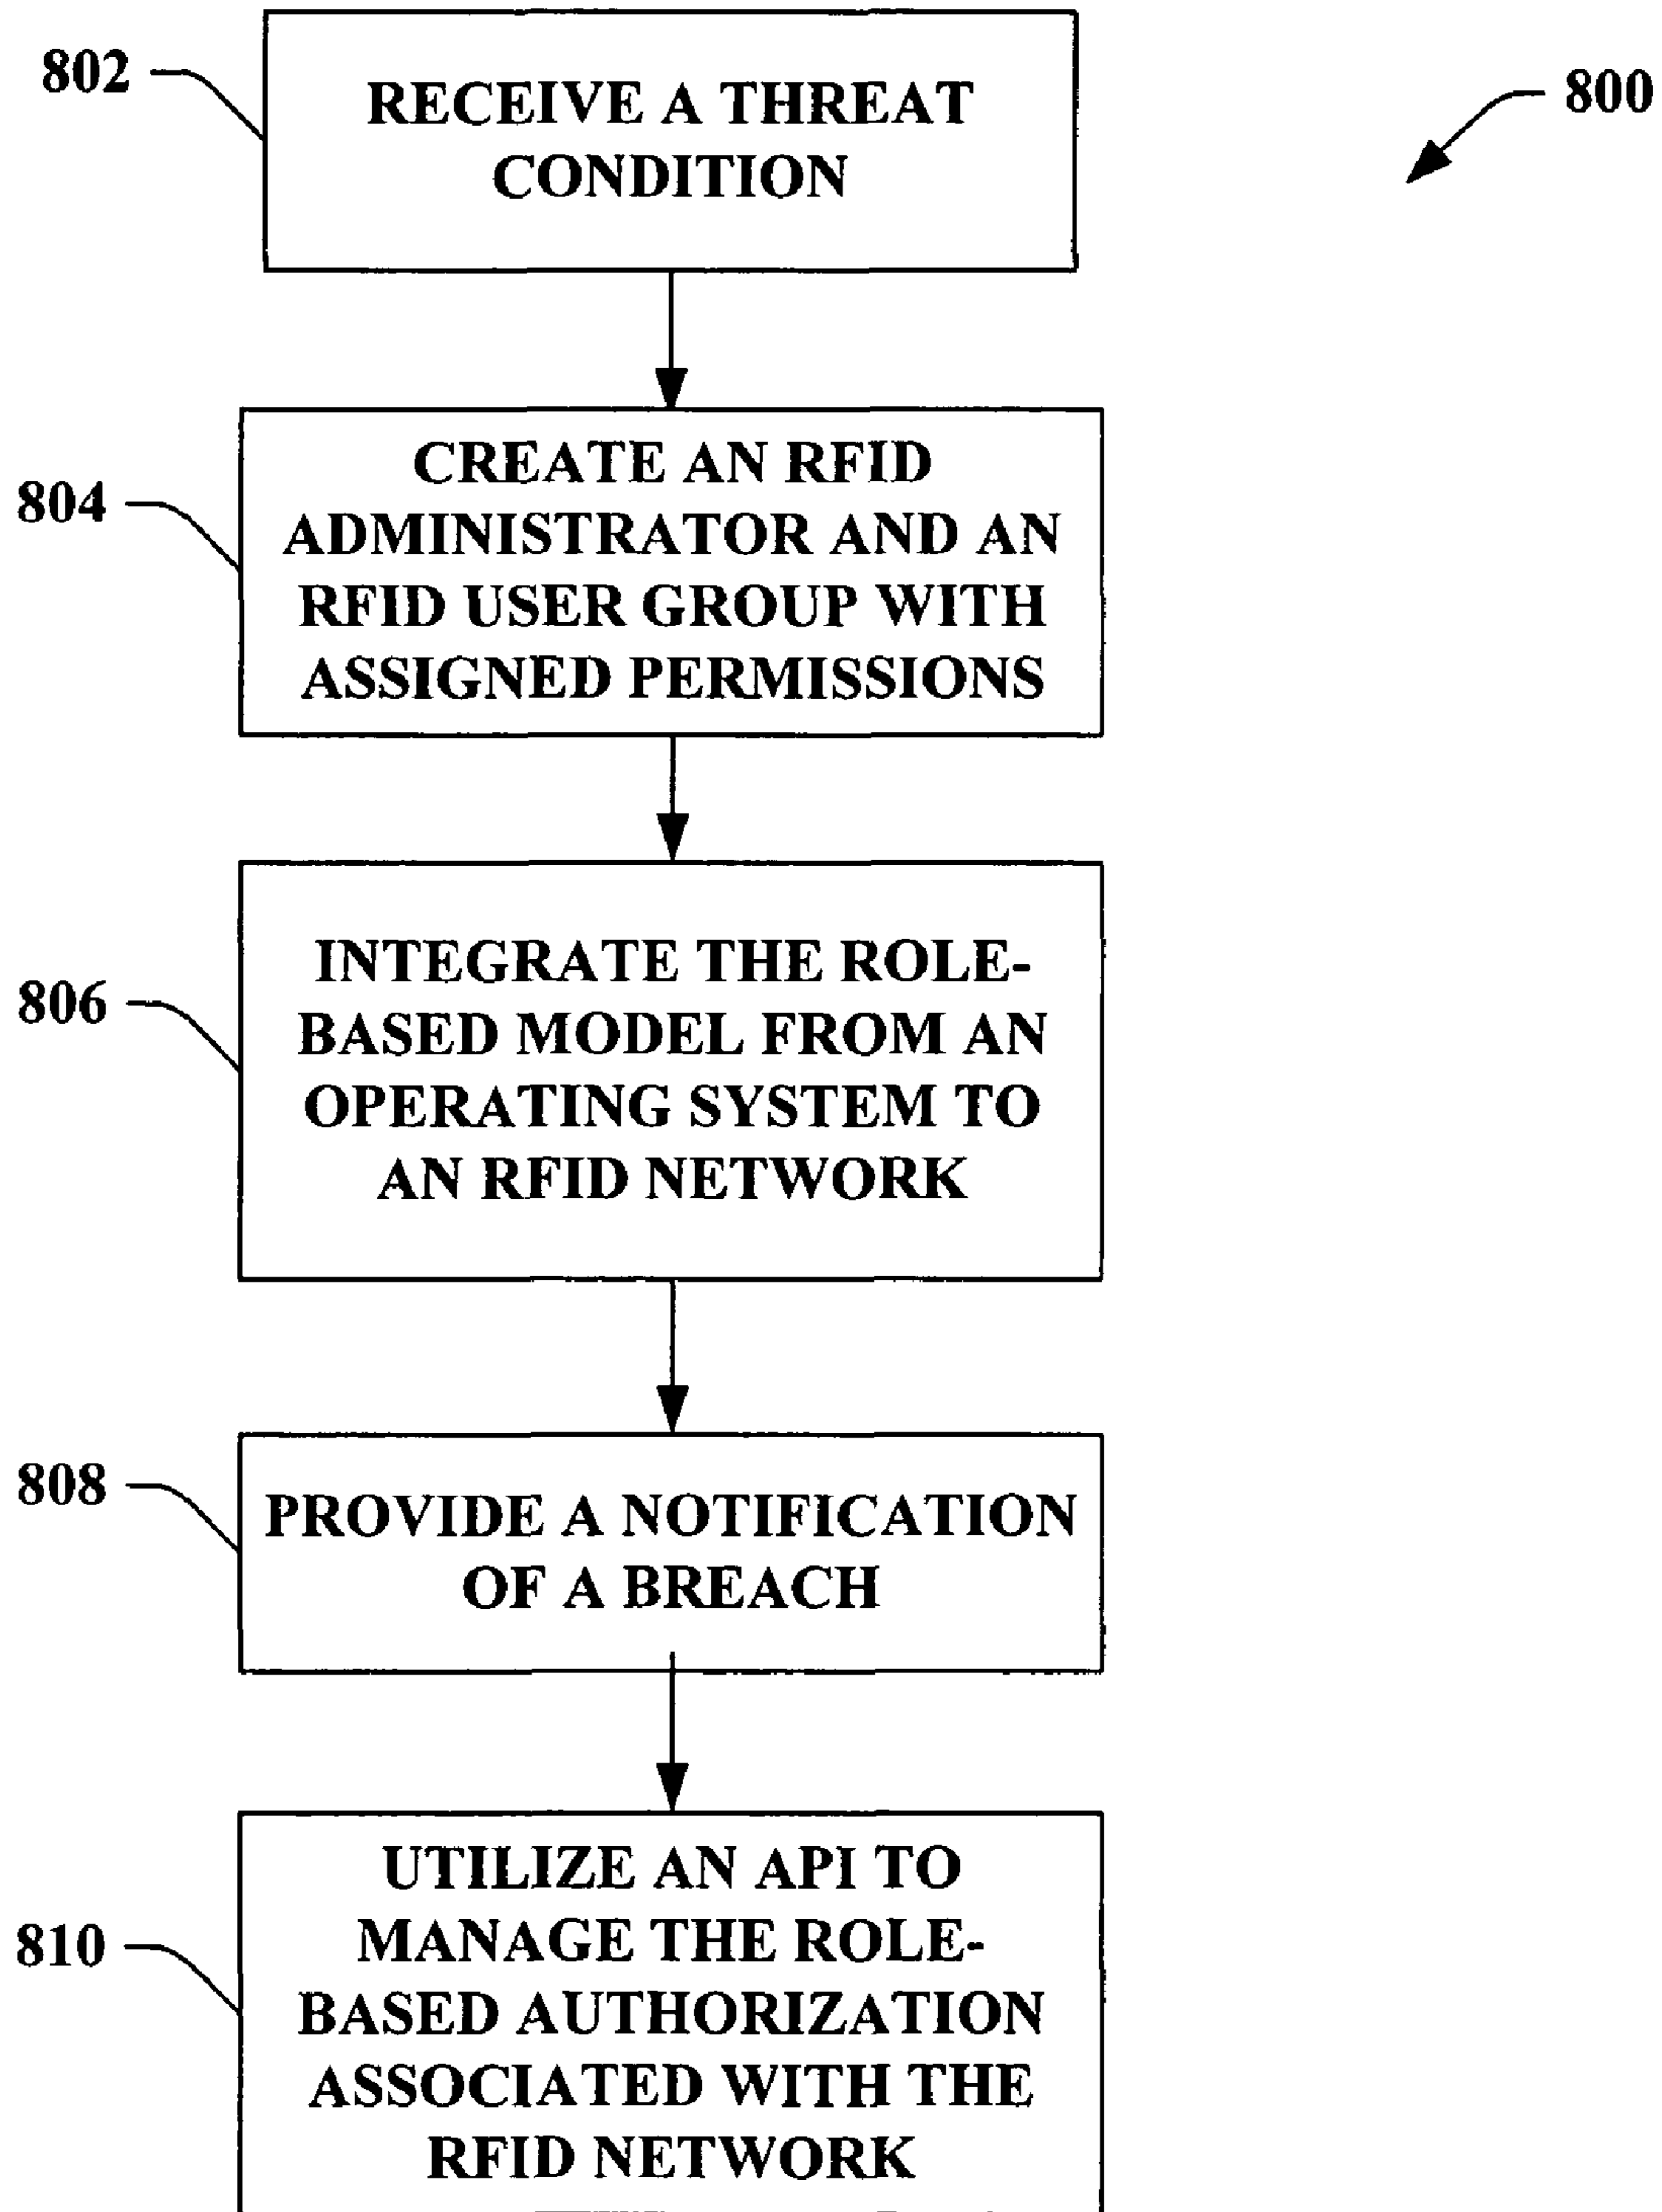 802
RECEIVE A THREAT
CONDITION
800
804
CREATE AN RFID
ADMINISTRATOR AND AN
RFID USER GROUP WITH
ASSIGNED PERMISSIONS
806
INTEGRATE THE ROLE-
BASED MODEL FROM AN
OPERATING SYSTEM TO
AN RFID NETWORK
808
PROVIDE A NOTIFICATION
OF A BREACH
810
UTILIZE AN API TO
MANAGE THE ROLE-
BASED AUTHORIZATION
ASSOCIATED WITH THE
RFID NETWORK